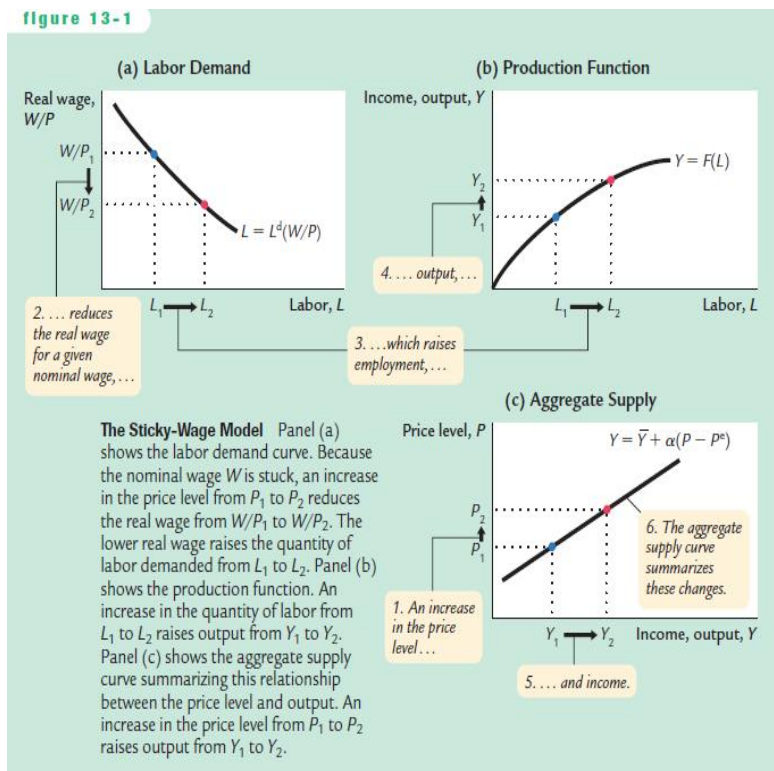 figure 13-1
(a) Labor Demand
Real wage,
W/P
W/P₁
W/P₂
L = Lᵈ(W/P)
L₁
L₂
Labor, L
2. ... reduces
the real wage
for a given
nominal wage,...
(b) Production Function
Income, output, Y
Y₂
Y₁
Y = F(L)
4. ... output,...
L₁
L₂
Labor, L
3. ...which raises
employment,...
The Sticky-Wage Model Panel (a)
shows the labor demand curve. Because
the nominal wage W is stuck, an increase
in the price level from P₁ to P₂ reduces
the real wage from W/P₁ to W/P₂. The
lower real wage raises the quantity of
labor demanded from L₁ to L₂. Panel (b)
shows the production function. An
increase in the quantity of labor from
L₁ to L₂ raises output from Y₁ to Y₂.
Panel (c) shows the aggregate supply
curve summarizing this relationship
between the price level and output. An
increase in the price level from P₁ to P₂
raises output from Y₁ to Y₂.
(c) Aggregate Supply
Price level, P
Y = Ȳ + α(P − Pᵉ)
P₂
P₁
6. The aggregate
supply curve
summarizes
these changes.
1. An increase
in the price
level...
Y₁
Y₂
Income, output, Y
5. ... and income.